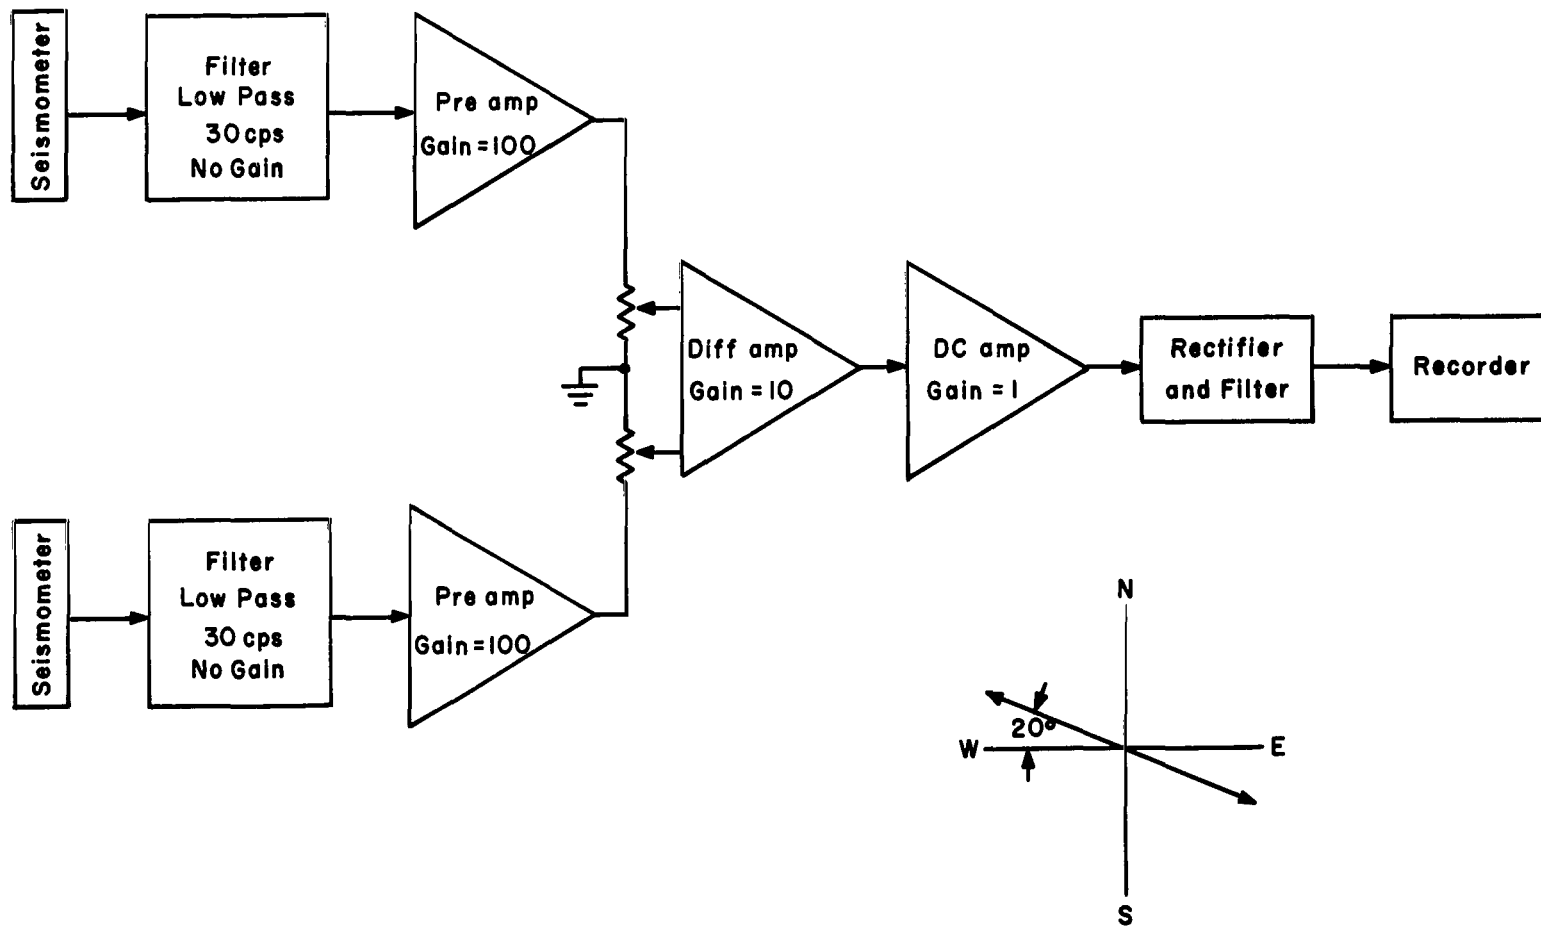 Seismometer
Filter
Low Pass
30 cps
No Gain
Pre amp
Gain = 100
Diff amp
Gain = 10
DC amp
Gain = 1
Rectifier
and Filter
Recorder
Seismometer
Filter
Low Pass
30 cps
No Gain
Pre amp
Gain = 100
N
20°
W
E
S